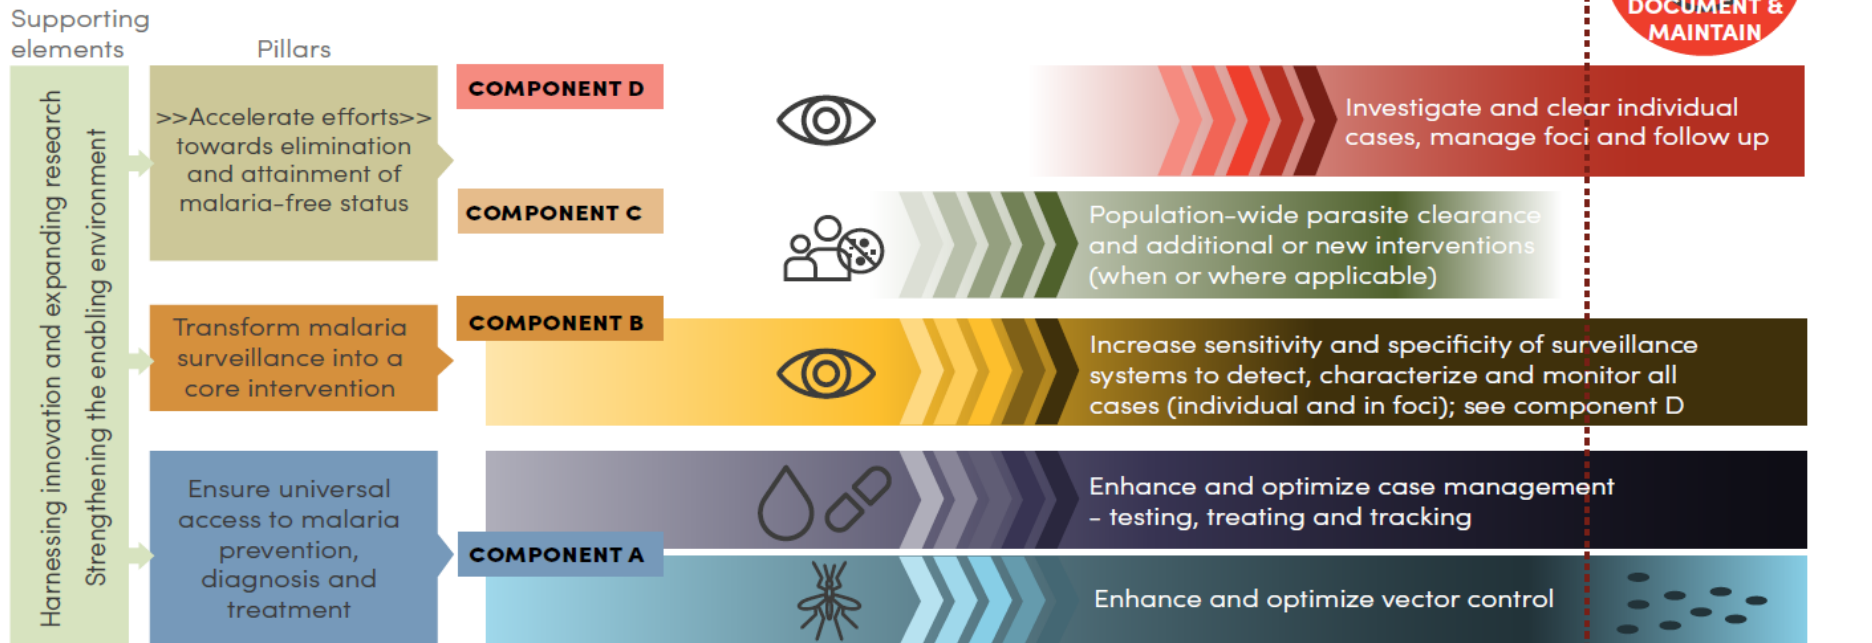 Supporting
elements
Pillars
DOCUMENT &
MAINTAIN
Harnessing innovation and expanding research
Strengthening the enabling environment
>>Accelerate efforts>>
towards elimination
and attainment of
malaria-free status
COMPONENT D
Investigate and clear individual
cases, manage foci and follow up
COMPONENT C
Population-wide parasite clearance
and additional or new interventions
(when or where applicable)
Transform malaria
surveillance into a
core intervention
COMPONENT B
Increase sensitivity and specificity of surveillance
systems to detect, characterize and monitor all
cases (individual and in foci); see component D
Ensure universal
access to malaria
prevention,
diagnosis and
treatment
COMPONENT A
Enhance and optimize case management
- testing, treating and tracking
Enhance and optimize vector control